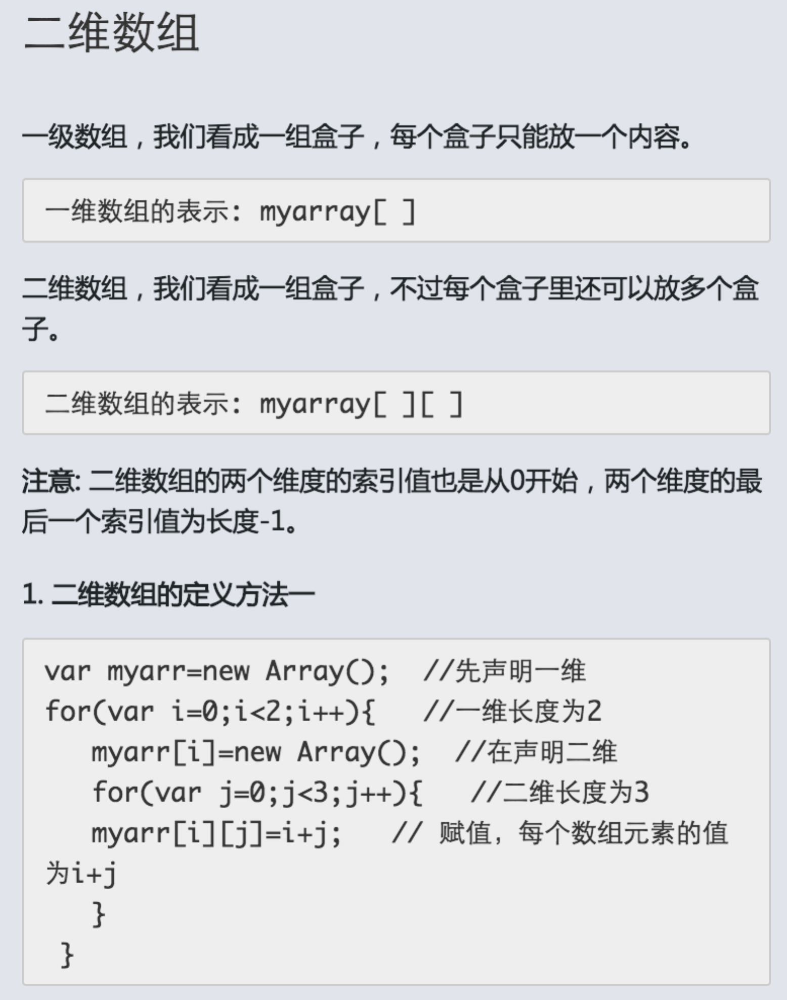 二维数组
一级数组，我们看成一组盒子，每个盒子只能放一个内容。
一维数组的表示: myarray[ ]
二维数组，我们看成一组盒子，不过每个盒子里还可以放多个盒
子。
二维数组的表示: myarray[ ][ ]
注意: 二维数组的两个维度的索引值也是从0开始，两个维度的最
后一个索引值为长度-1。
1. 二维数组的定义方法一
var myarr=new Array();  //先声明一维
for(var i=0;i<2;i++){   //一维长度为2
   myarr[i]=new Array();  //在声明二维
   for(var j=0;j<3;j++){   //二维长度为3
   myarr[i][j]=i+j;   // 赋值，每个数组元素的值
为i+j
   }
 }